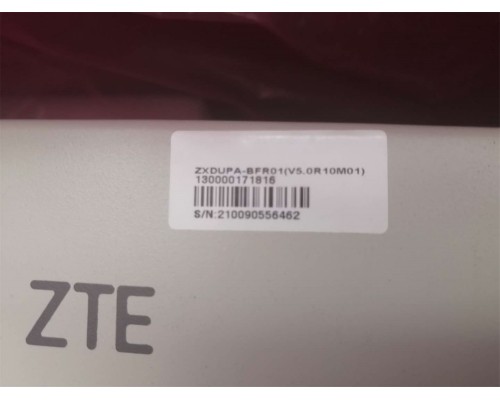 ZXDUPA-BFR01(V5.0R10M01)
130000171816
S/N:210090556462
ZTE